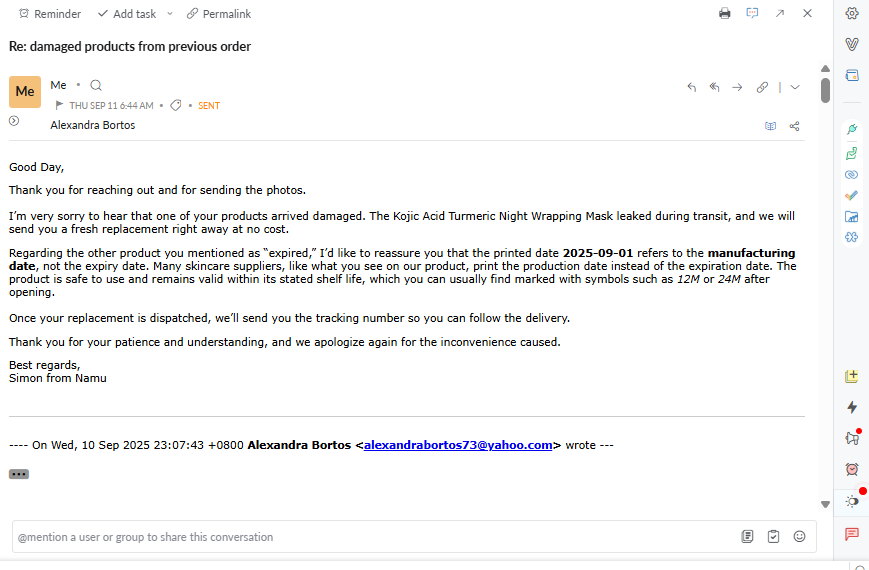 Reminder Add task Permalink
Re: damaged products from previous order
Me Me
THU SEP 11 6:44 AM • SENT
Alexandra Bortos
Good Day,
Thank you for reaching out and for sending the photos.
I'm very sorry to hear that one of your products arrived damaged. The Kojic Acid Turmeric Night Wrapping Mask leaked during transit, and we will
send you a fresh replacement right away at no cost.
Regarding the other product you mentioned as “expired,” I'd like to reassure you that the printed date 2025-09-01 refers to the manufacturing
date, not the expiry date. Many skincare suppliers, like what you see on our product, print the production date instead of the expiration date. The
product is safe to use and remains valid within its stated shelf life, which you can usually find marked with symbols such as 12M or 24M after
opening.
Once your replacement is dispatched, we'll send you the tracking number so you can follow the delivery.
Thank you for your patience and understanding, and we apologize again for the inconvenience caused.
Best regards,
Simon from Namu
---- On Wed, 10 Sep 2025 23:07:43 +0800 Alexandra Bortos <alexandrabortos73@yahoo.com> wrote ---
@mention a user or group to share this conversation